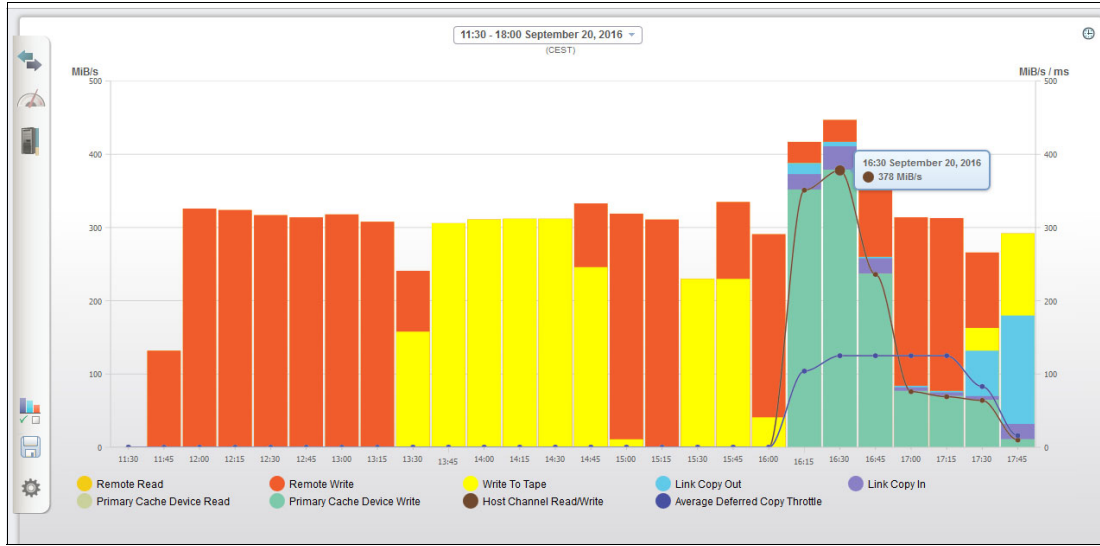 11:30 - 18:00 September 20, 2016
(CEST)
MiB/s
MiB/s / ms
500
500
400
400
16:30 September 20, 2016
378 MiB/s
300
300
200
200
100
100
0
0
11:30 11:45 12:00 12:15 12:30 12:45 13:00 13:15 13:30 13:45 14:00 14:15 14:30 14:45 15:00 15:15 15:30 15:45 16:00 16:15 16:30 16:45 17:00 17:15 17:30 17:45
Remote Read Remote Write Write To Tape Link Copy Out Link Copy In
Primary Cache Device Read Primary Cache Device Write Host Channel Read/Write Average Deferred Copy Throttle